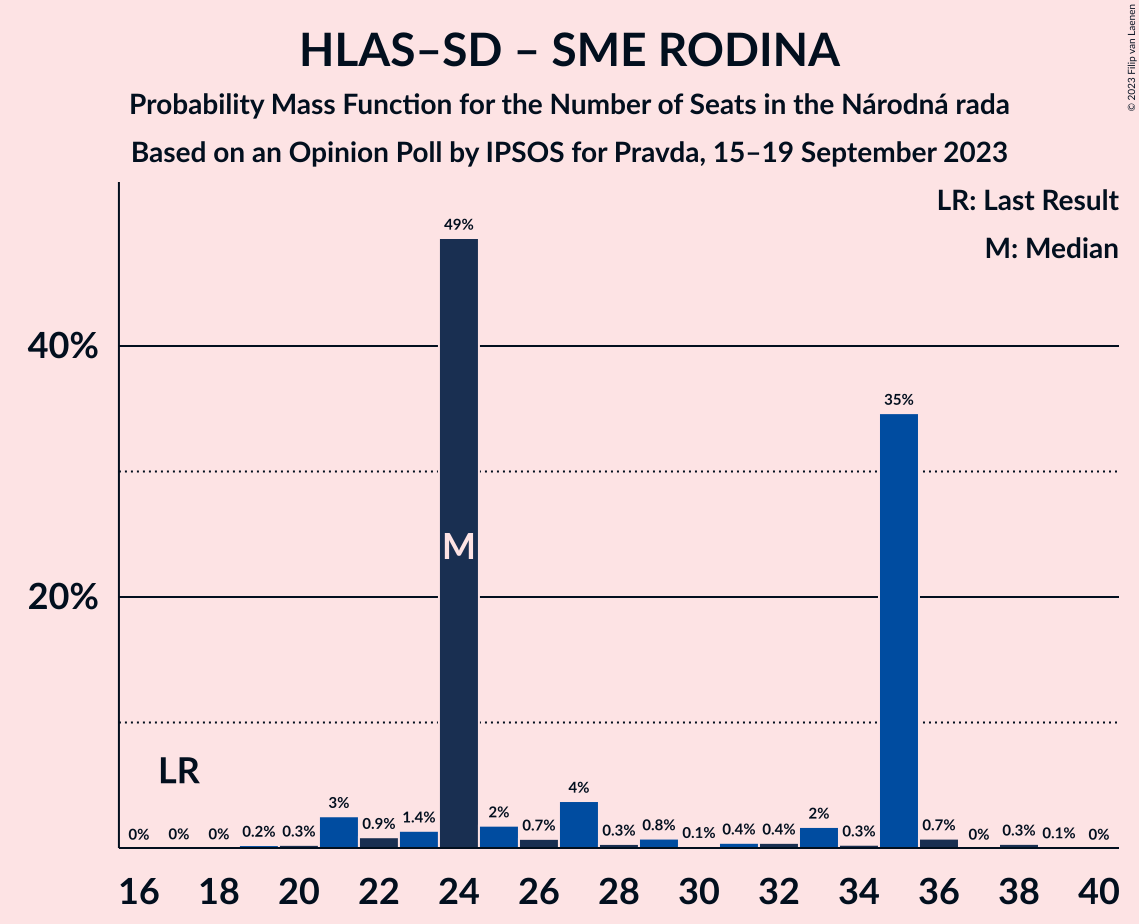 HLAS–SD – SME RODINA
Probability Mass Function for the Number of Seats in the Národná rada
Based on an Opinion Poll by IPSOS for Pravda, 15–19 September 2023
© 2023 Filip van Laenen
LR: Last Result
M: Median
49%
40%
35%
M
20%
LR
0% 0% 0% 0.2% 0.3% 3% 0.9% 1.4% 2% 0.7% 4% 0.3% 0.8% 0.1% 0.4% 0.4% 2% 0.3% 0.7% 0% 0.3% 0.1% 0%
16 18 20 22 24 26 28 30 32 34 36 38 40